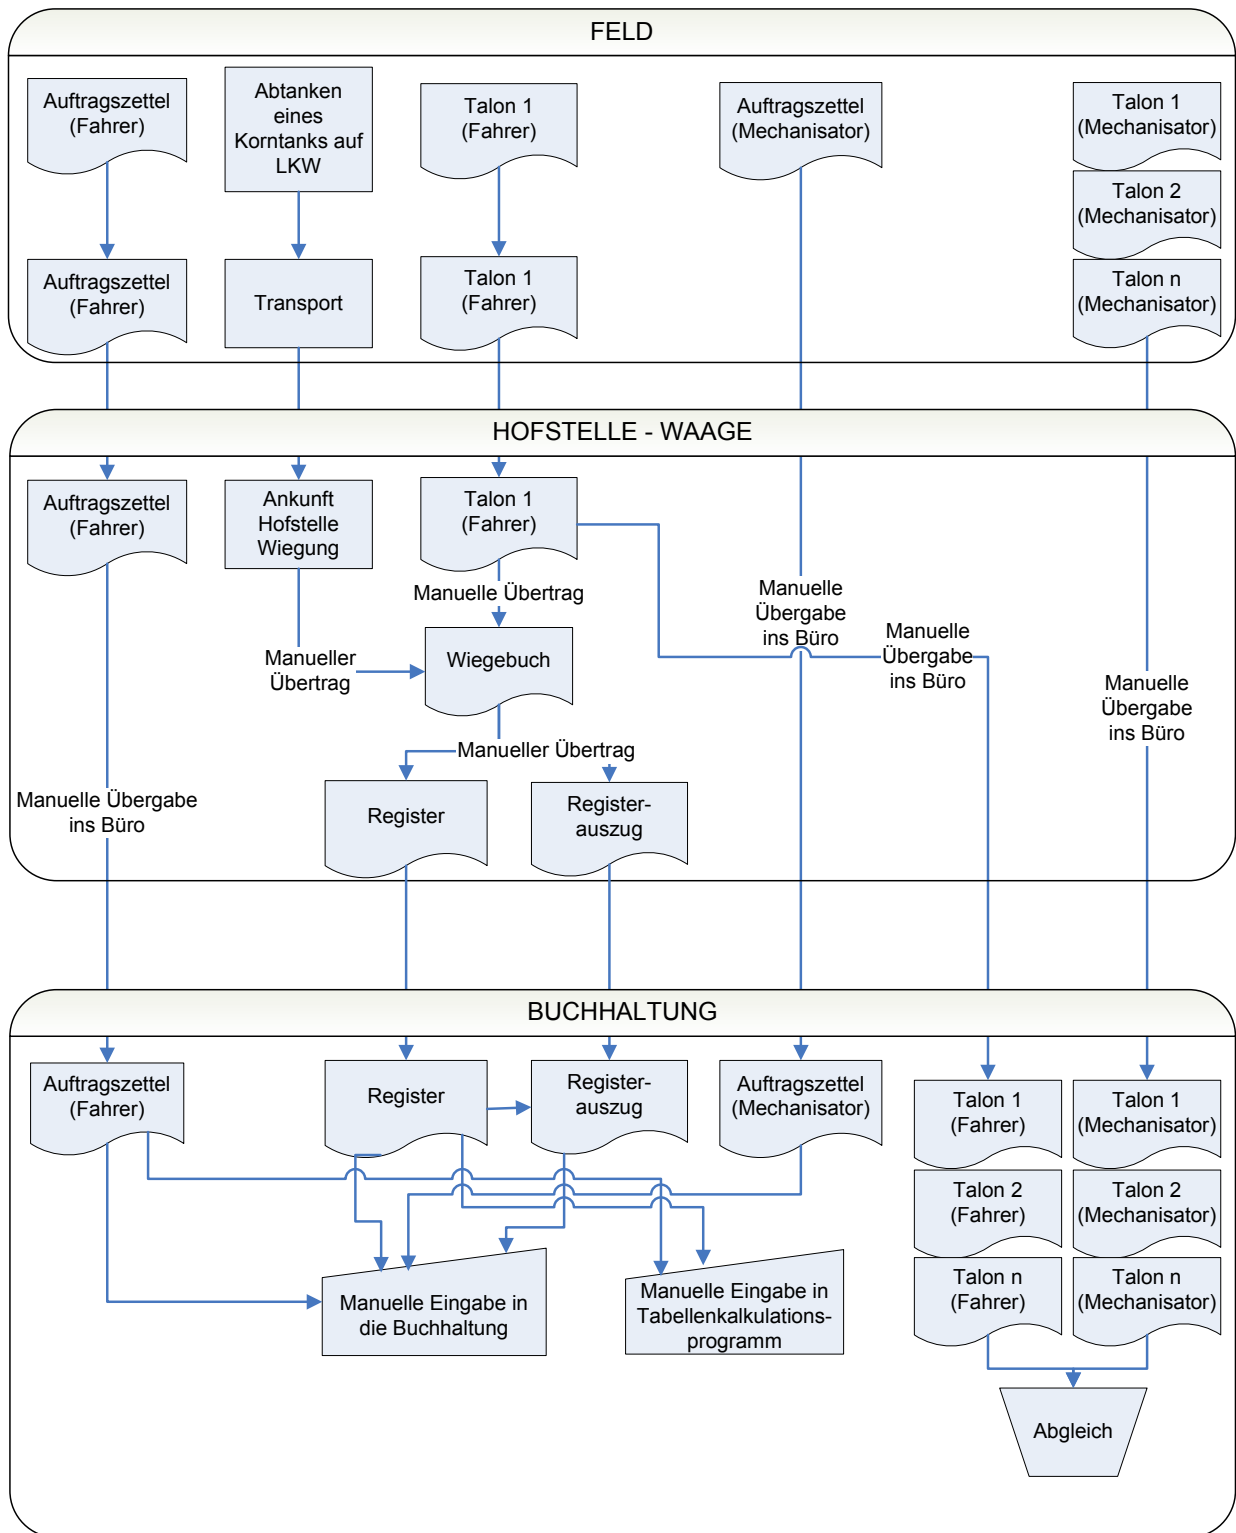 FELD
Auftragszettel
(Fahrer)
Abtanken
eines
Korntanks auf
LKW
Talon 1
(Fahrer)
Auftragszettel
(Mechanisator)
Talon 1
(Mechanisator)
Talon 2
(Mechanisator)
Auftragszettel
(Fahrer)
Transport
Talon 1
(Fahrer)
Talon n
(Mechanisator)
HOFSTELLE - WAAGE
Auftragszettel
(Fahrer)
Ankunft
Hofstelle
Wiegung
Talon 1
(Fahrer)
Manuelle Übertrag
Manuelle
Übergabe
ins Büro
Manuelle
Übergabe
ins Büro
Manueller
Übertrag
Wiegebuch
Manuelle
Übergabe
ins Büro
Manueller Übertrag
Manuelle Übergabe
ins Büro
Register
Register-
auszug
BUCHHALTUNG
Auftragszettel
(Fahrer)
Register
Register-
auszug
Auftragszettel
(Mechanisator)
Talon 1
(Fahrer)
Talon 1
(Mechanisator)
Talon 2
(Fahrer)
Talon 2
(Mechanisator)
Manuelle Eingabe in
die Buchhaltung
Manuelle Eingabe in
Tabellenkalkulations-
programm
Talon n
(Fahrer)
Talon n
(Mechanisator)
Abgleich